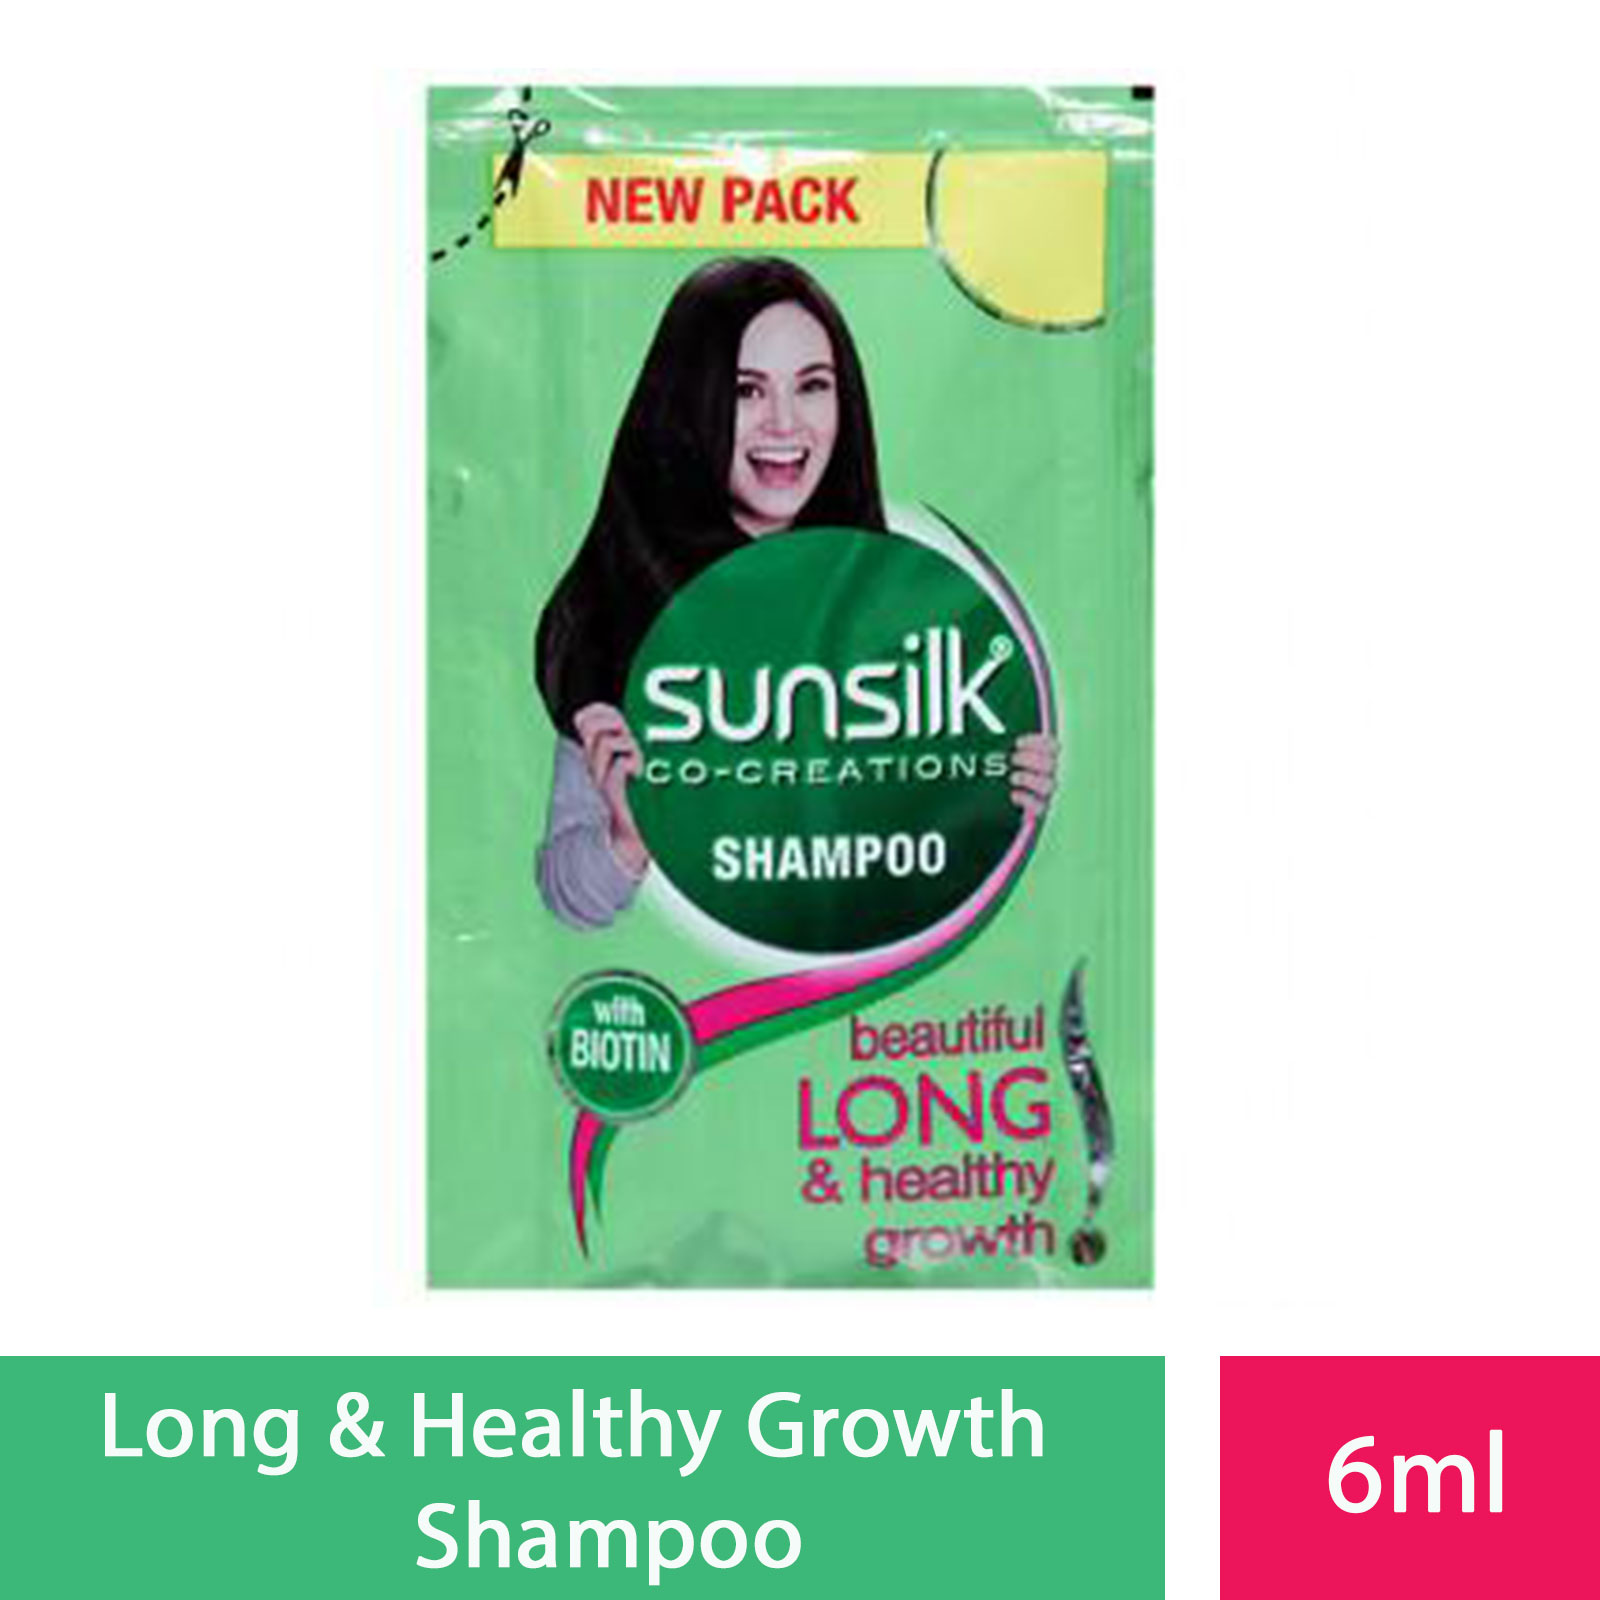 NEW PACK
sunsilk®
CO-CREATIONS
SHAMPOO
with
BIOTIN
beautiful
LONG
& healthy
growth
Long & Healthy Growth
Shampoo
6ml